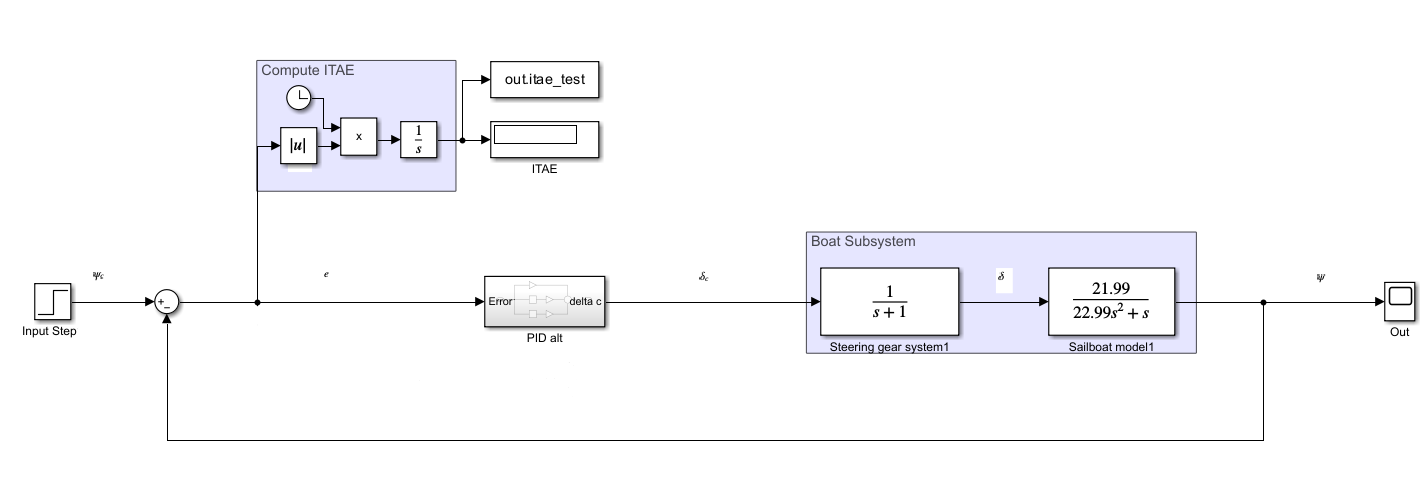 Compute ITAE
out.itae_test
|u|
x
1
s
ITAE
Boat Subsystem
ψc
e
δc
δ
ψ
+
−
Error
delta c
1
s + 1
21.99
22.99s² + s
Input Step
PID alt
Steering gear system1
Sailboat model1
Out